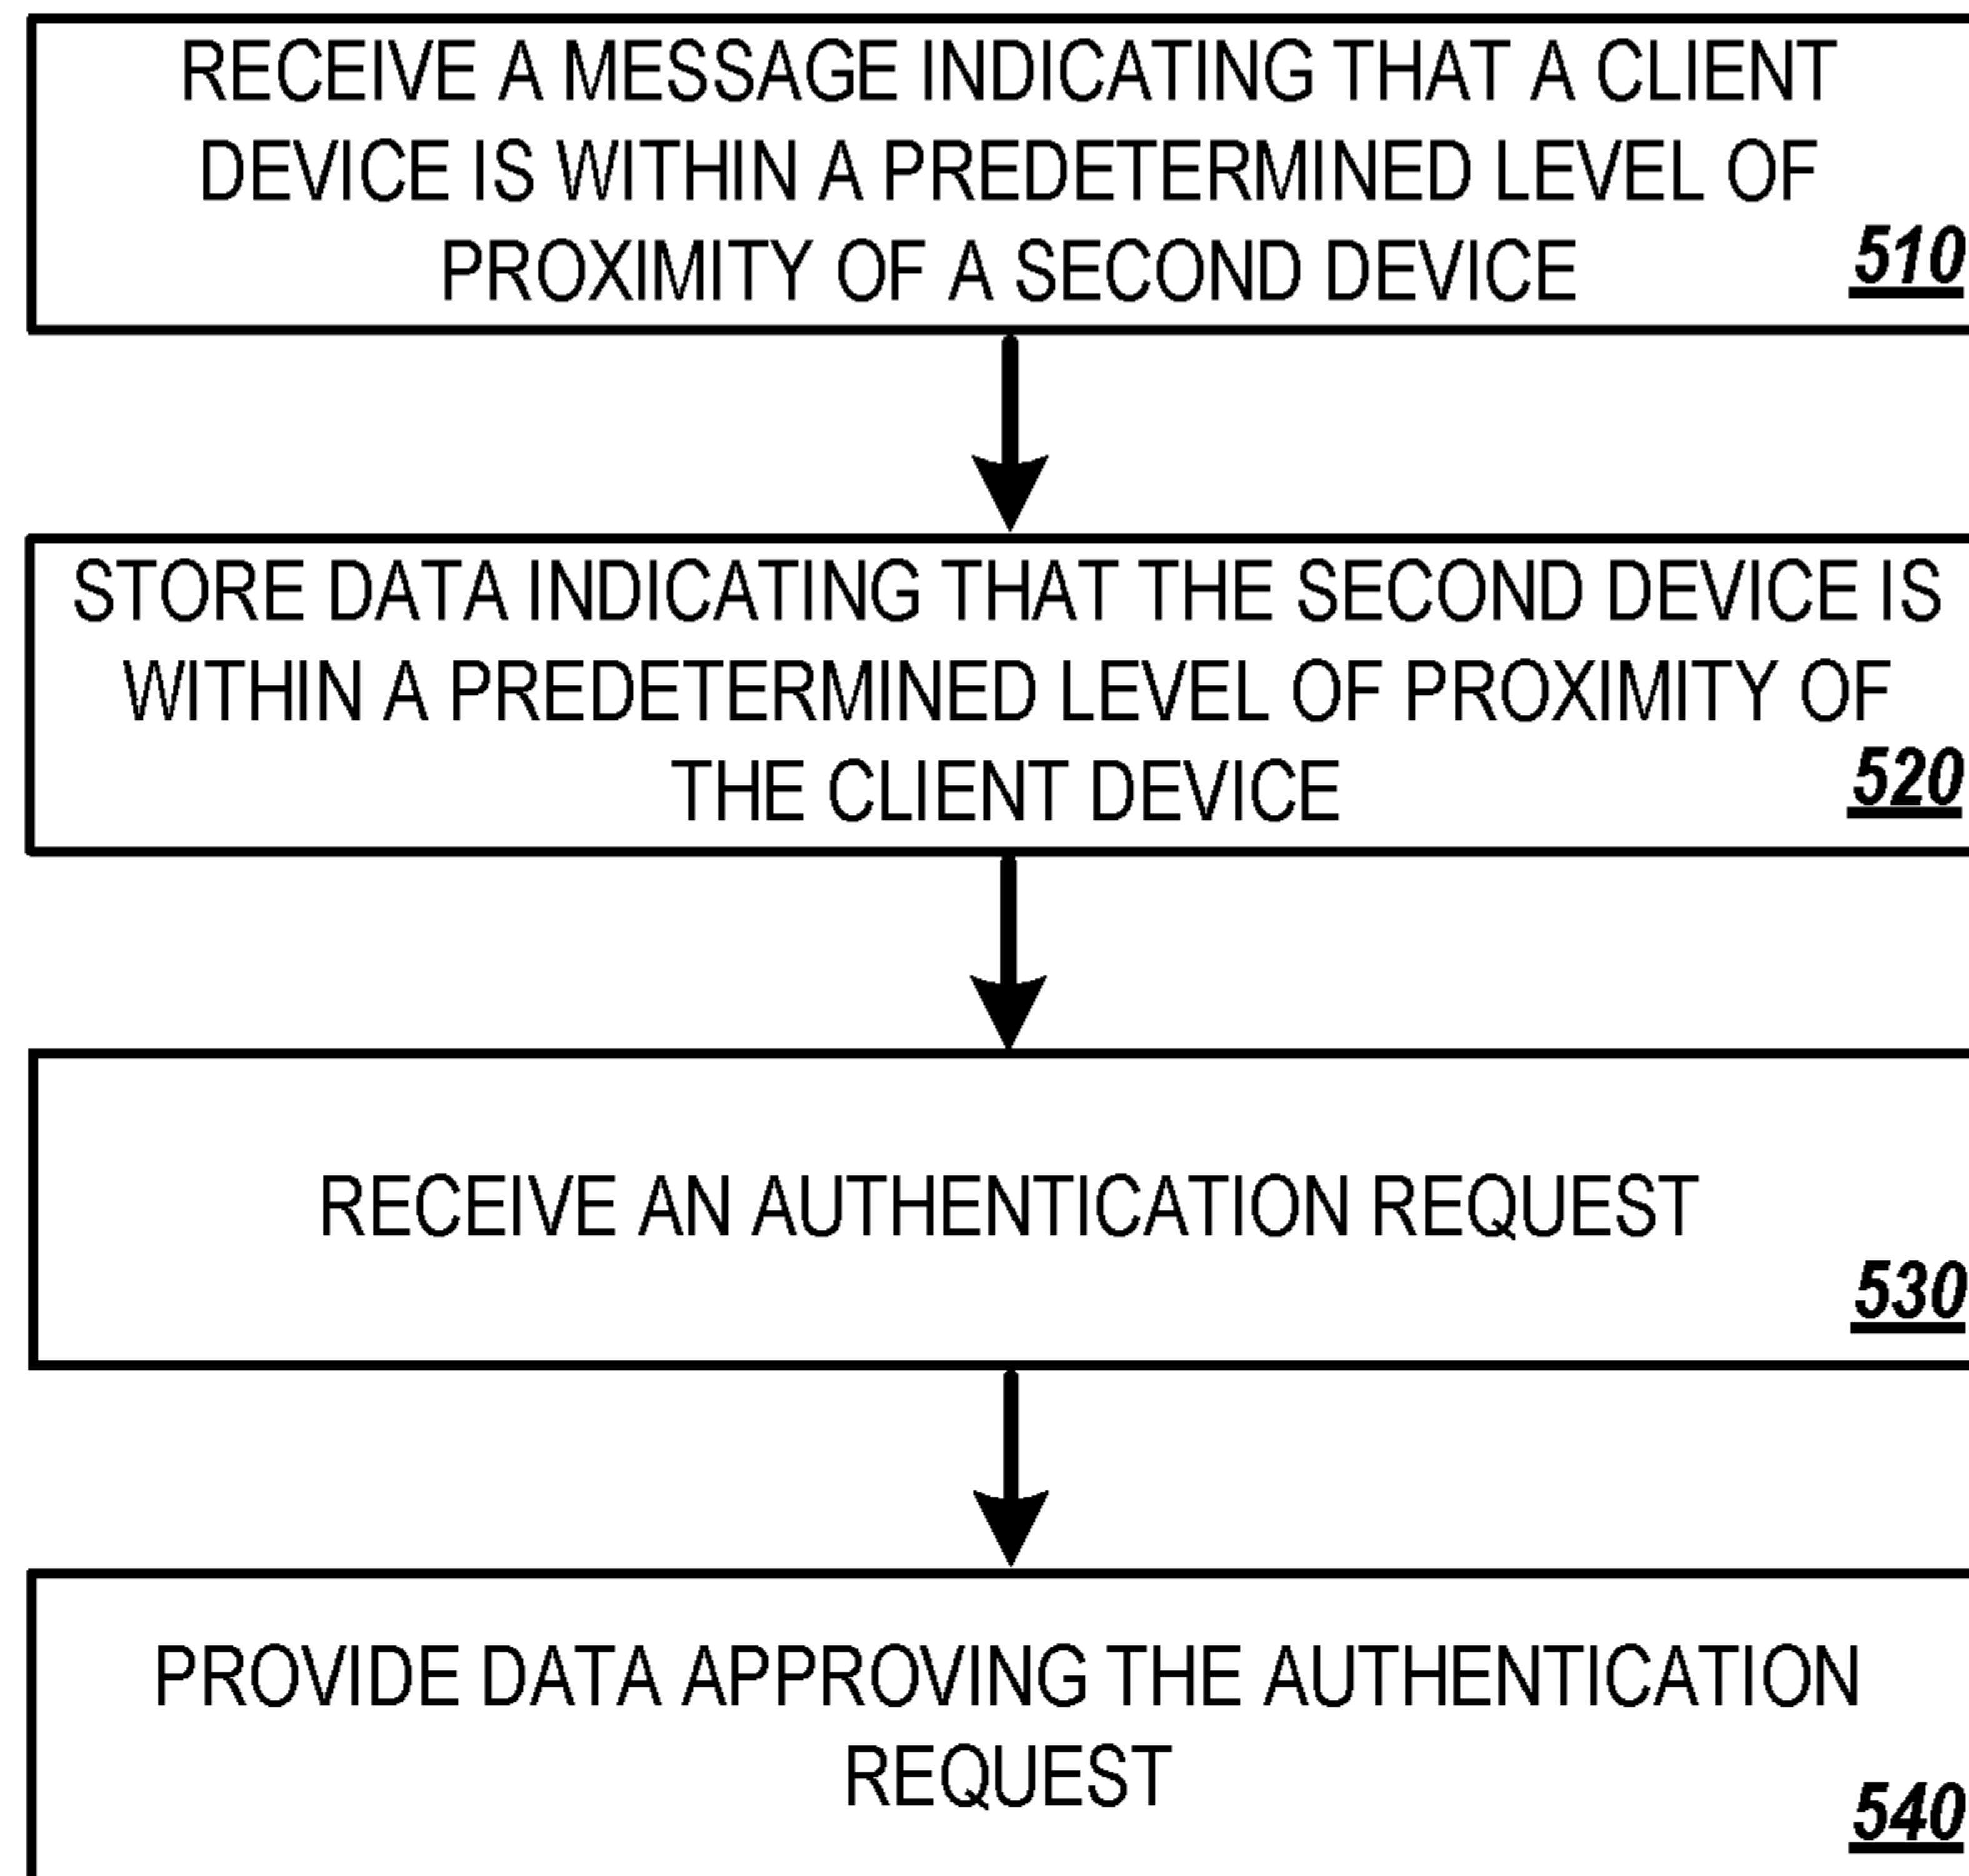 RECEIVE A MESSAGE INDICATING THAT A CLIENT
DEVICE IS WITHIN A PREDETERMINED LEVEL OF
PROXIMITY OF A SECOND DEVICE
510
STORE DATA INDICATING THAT THE SECOND DEVICE IS
WITHIN A PREDETERMINED LEVEL OF PROXIMITY OF
THE CLIENT DEVICE
520
RECEIVE AN AUTHENTICATION REQUEST
530
PROVIDE DATA APPROVING THE AUTHENTICATION
REQUEST
540